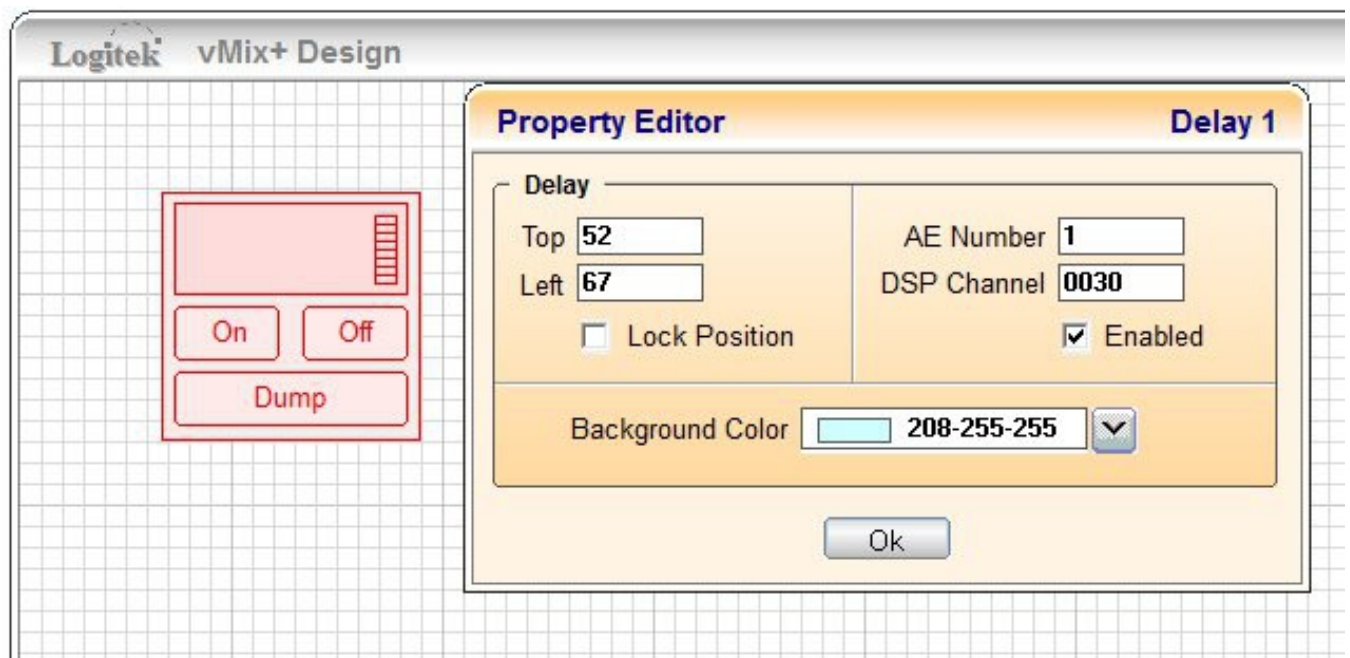 Logitek vMix+ Design
Property Editor Delay 1
Delay
Top 52
Left 67
Lock Position
AE Number 1
DSP Channel 0030
Enabled
On Off
Dump
Background Color 208-255-255
Ok